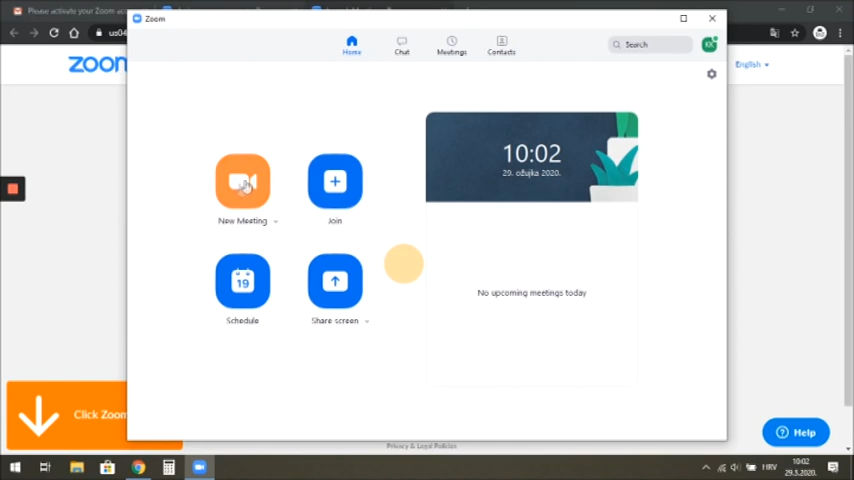 Please activate your Zoom acc
Zoom
us04
zoom
English
Home
Chat
Meetings
Contacts
Search
KK
10:02
29. ožujka 2020.
New Meeting
Join
19
Schedule
Share screen
No upcoming meetings today
Click Zoom
Privacy & Legal Policies
Help
HRV
10:02
29.3.2020.